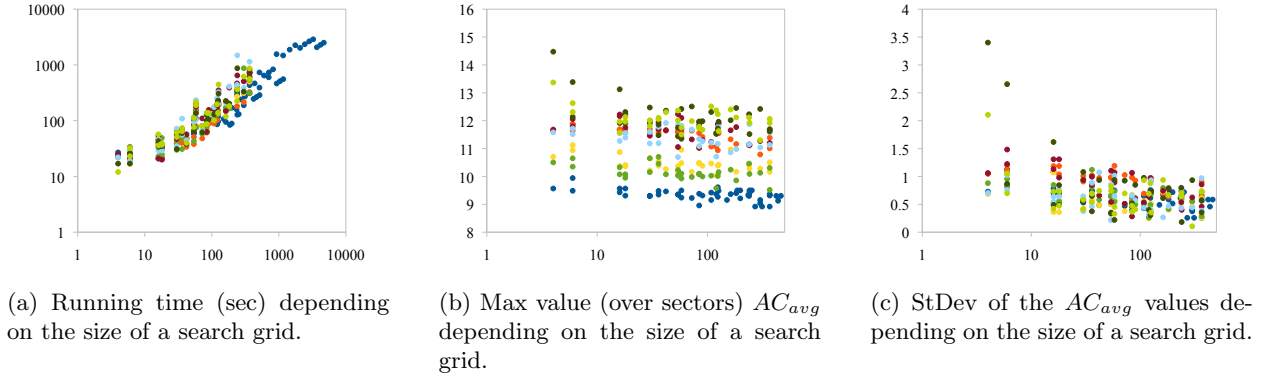 10000
1000
100
10
1
1 10 100 1000 10000
(a) Running time (sec) depending
on the size of a search grid.
16
15
14
13
12
11
10
9
8
1 10 100
(b) Max value (over sectors) AC_avg
depending on the size of a search
grid.
4
3.5
3
2.5
2
1.5
1
0.5
0
1 10 100
(c) StDev of the AC_avg values de-
pending on the size of a search grid.